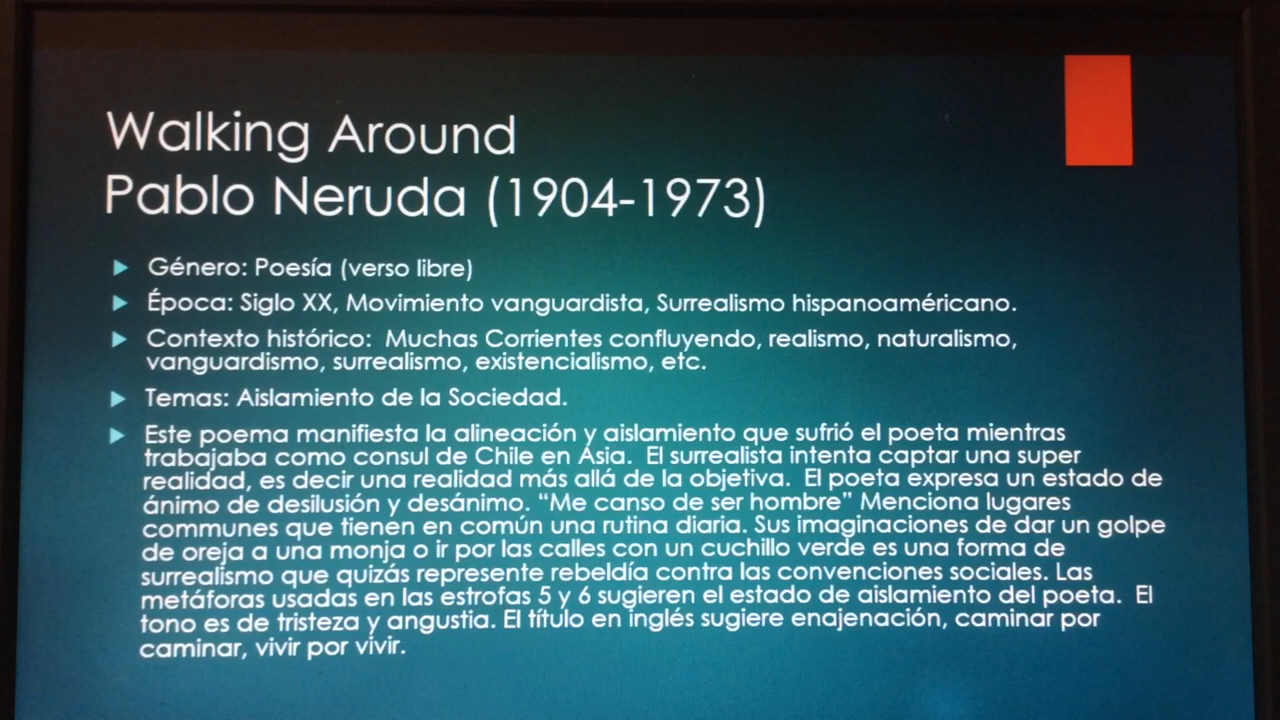 Walking Around
Pablo Neruda (1904-1973)
Género: Poesía (verso libre)
Época: Siglo XX, Movimiento vanguardista, Surrealismo hispanoaméricano.
Contexto histórico:  Muchas Corrientes confluyendo, realismo, naturalismo,
vanguardismo, surrealismo, existencialismo, etc.
Temas: Aislamiento de la Sociedad.
Este poema manifiesta la alineación y aislamiento que sufrió el poeta mientras
trabajaba como consul de Chile en Asia.  El surrealista intenta captar una super
realidad, es decir una realidad más allá de la objetiva.  El poeta expresa un estado de
ánimo de desilusión y desánimo. “Me canso de ser hombre” Menciona lugares
communes que tienen en común una rutina diaria. Sus imaginaciones de dar un golpe
de oreja a una monja o ir por las calles con un cuchillo verde es una forma de
surrealismo que quizás represente rebeldía contra las convenciones sociales. Las
metáforas usadas en las estrofas 5 y 6 sugieren el estado de aislamiento del poeta.  El
tono es de tristeza y angustia. El título en inglés sugiere enajenación, caminar por
caminar, vivir por vivir.